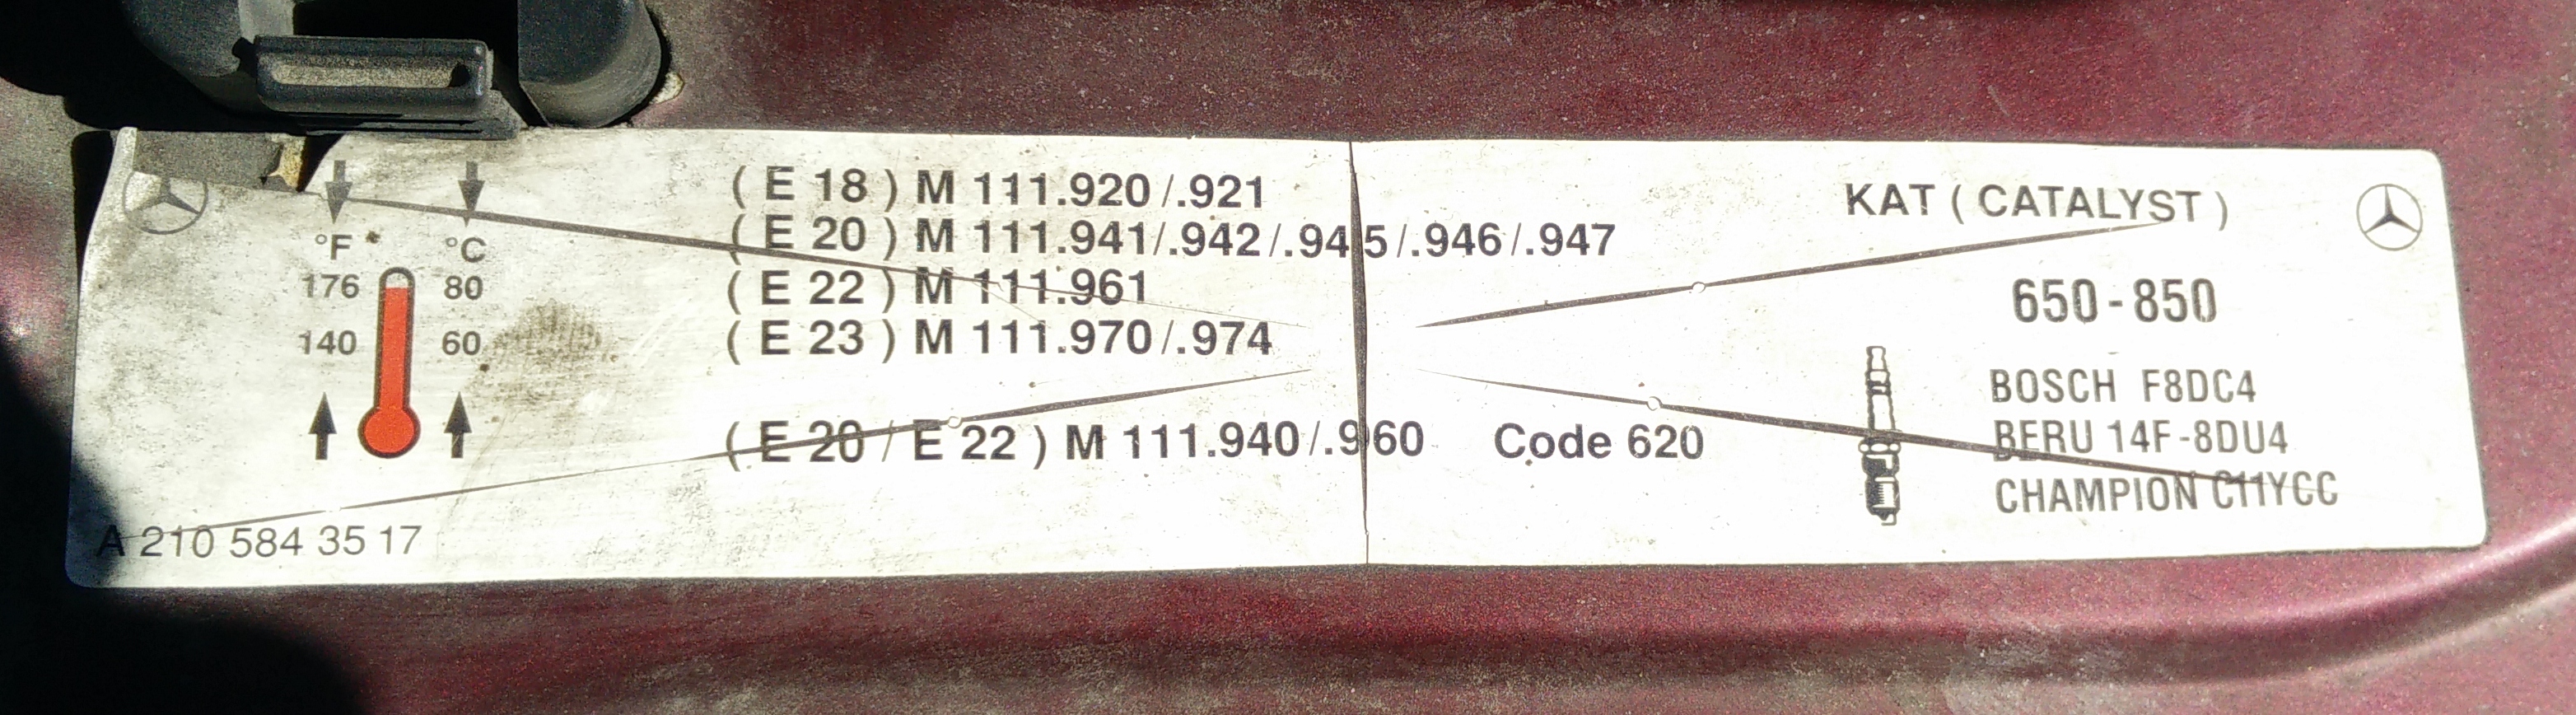 °F °C
176 80
140 60
A 210 584 35 17
( E 18 ) M 111.920/.921
( E 20 ) M 111.941/.942/.945/.946/.947
( E 22 ) M 111.961
( E 23 ) M 111.970/.974
( E 20 / E 22 ) M 111.940/.960 Code 620
KAT ( CATALYST )
650-850
BOSCH F8DC4
BERU 14F-8DU4
CHAMPION C11YCC